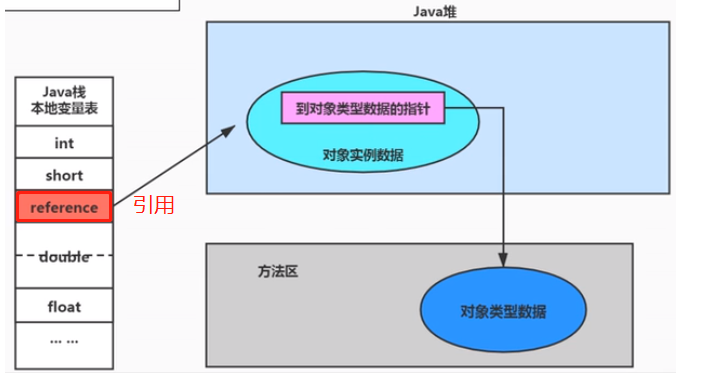 Java堆
Java栈
本地变量表
int
short
reference
引用
double
float
... ...
到对象类型数据的指针
对象实例数据
方法区
对象类型数据